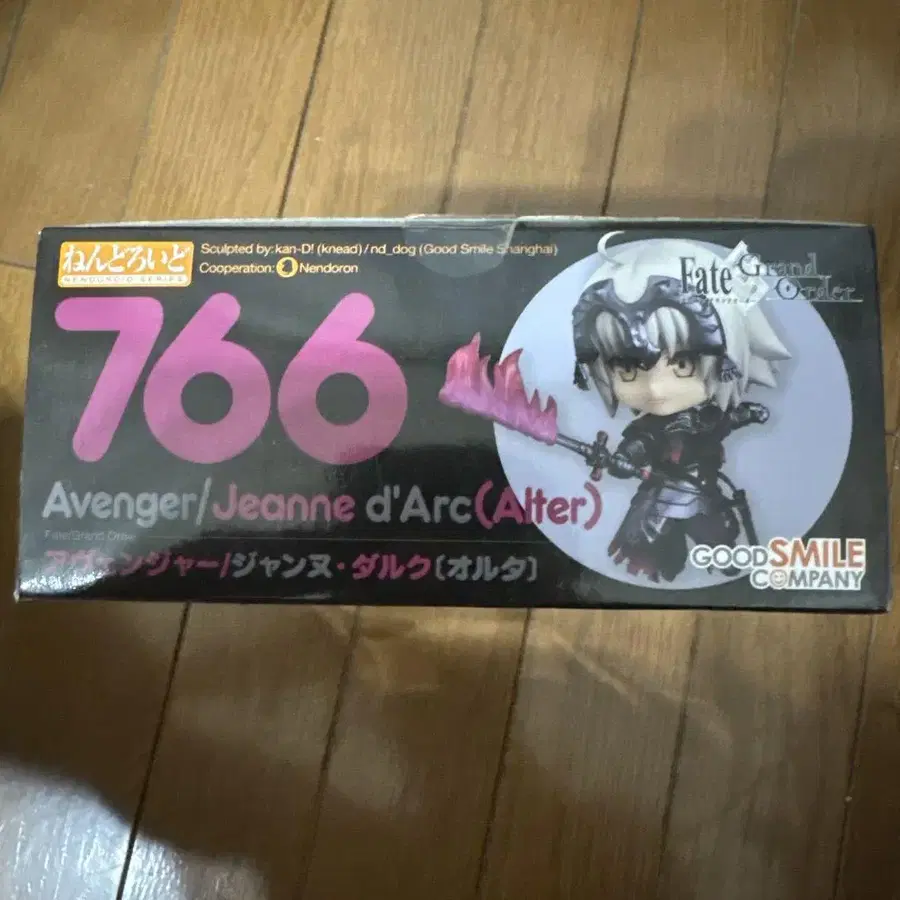 ねんどろいど
NENDOROID SERIES
Sculpted by:kan-D! (knead) / nd_dog (Good Smile Shanghai)
Cooperation: Nendoron
Fate Grand
Order
766
Avenger/Jeanne d'Arc(Alter)
Fate/Grand Order
アヴェンジャー/ジャンヌ・ダルク〔オルタ〕
GOOD SMILE
COMPANY